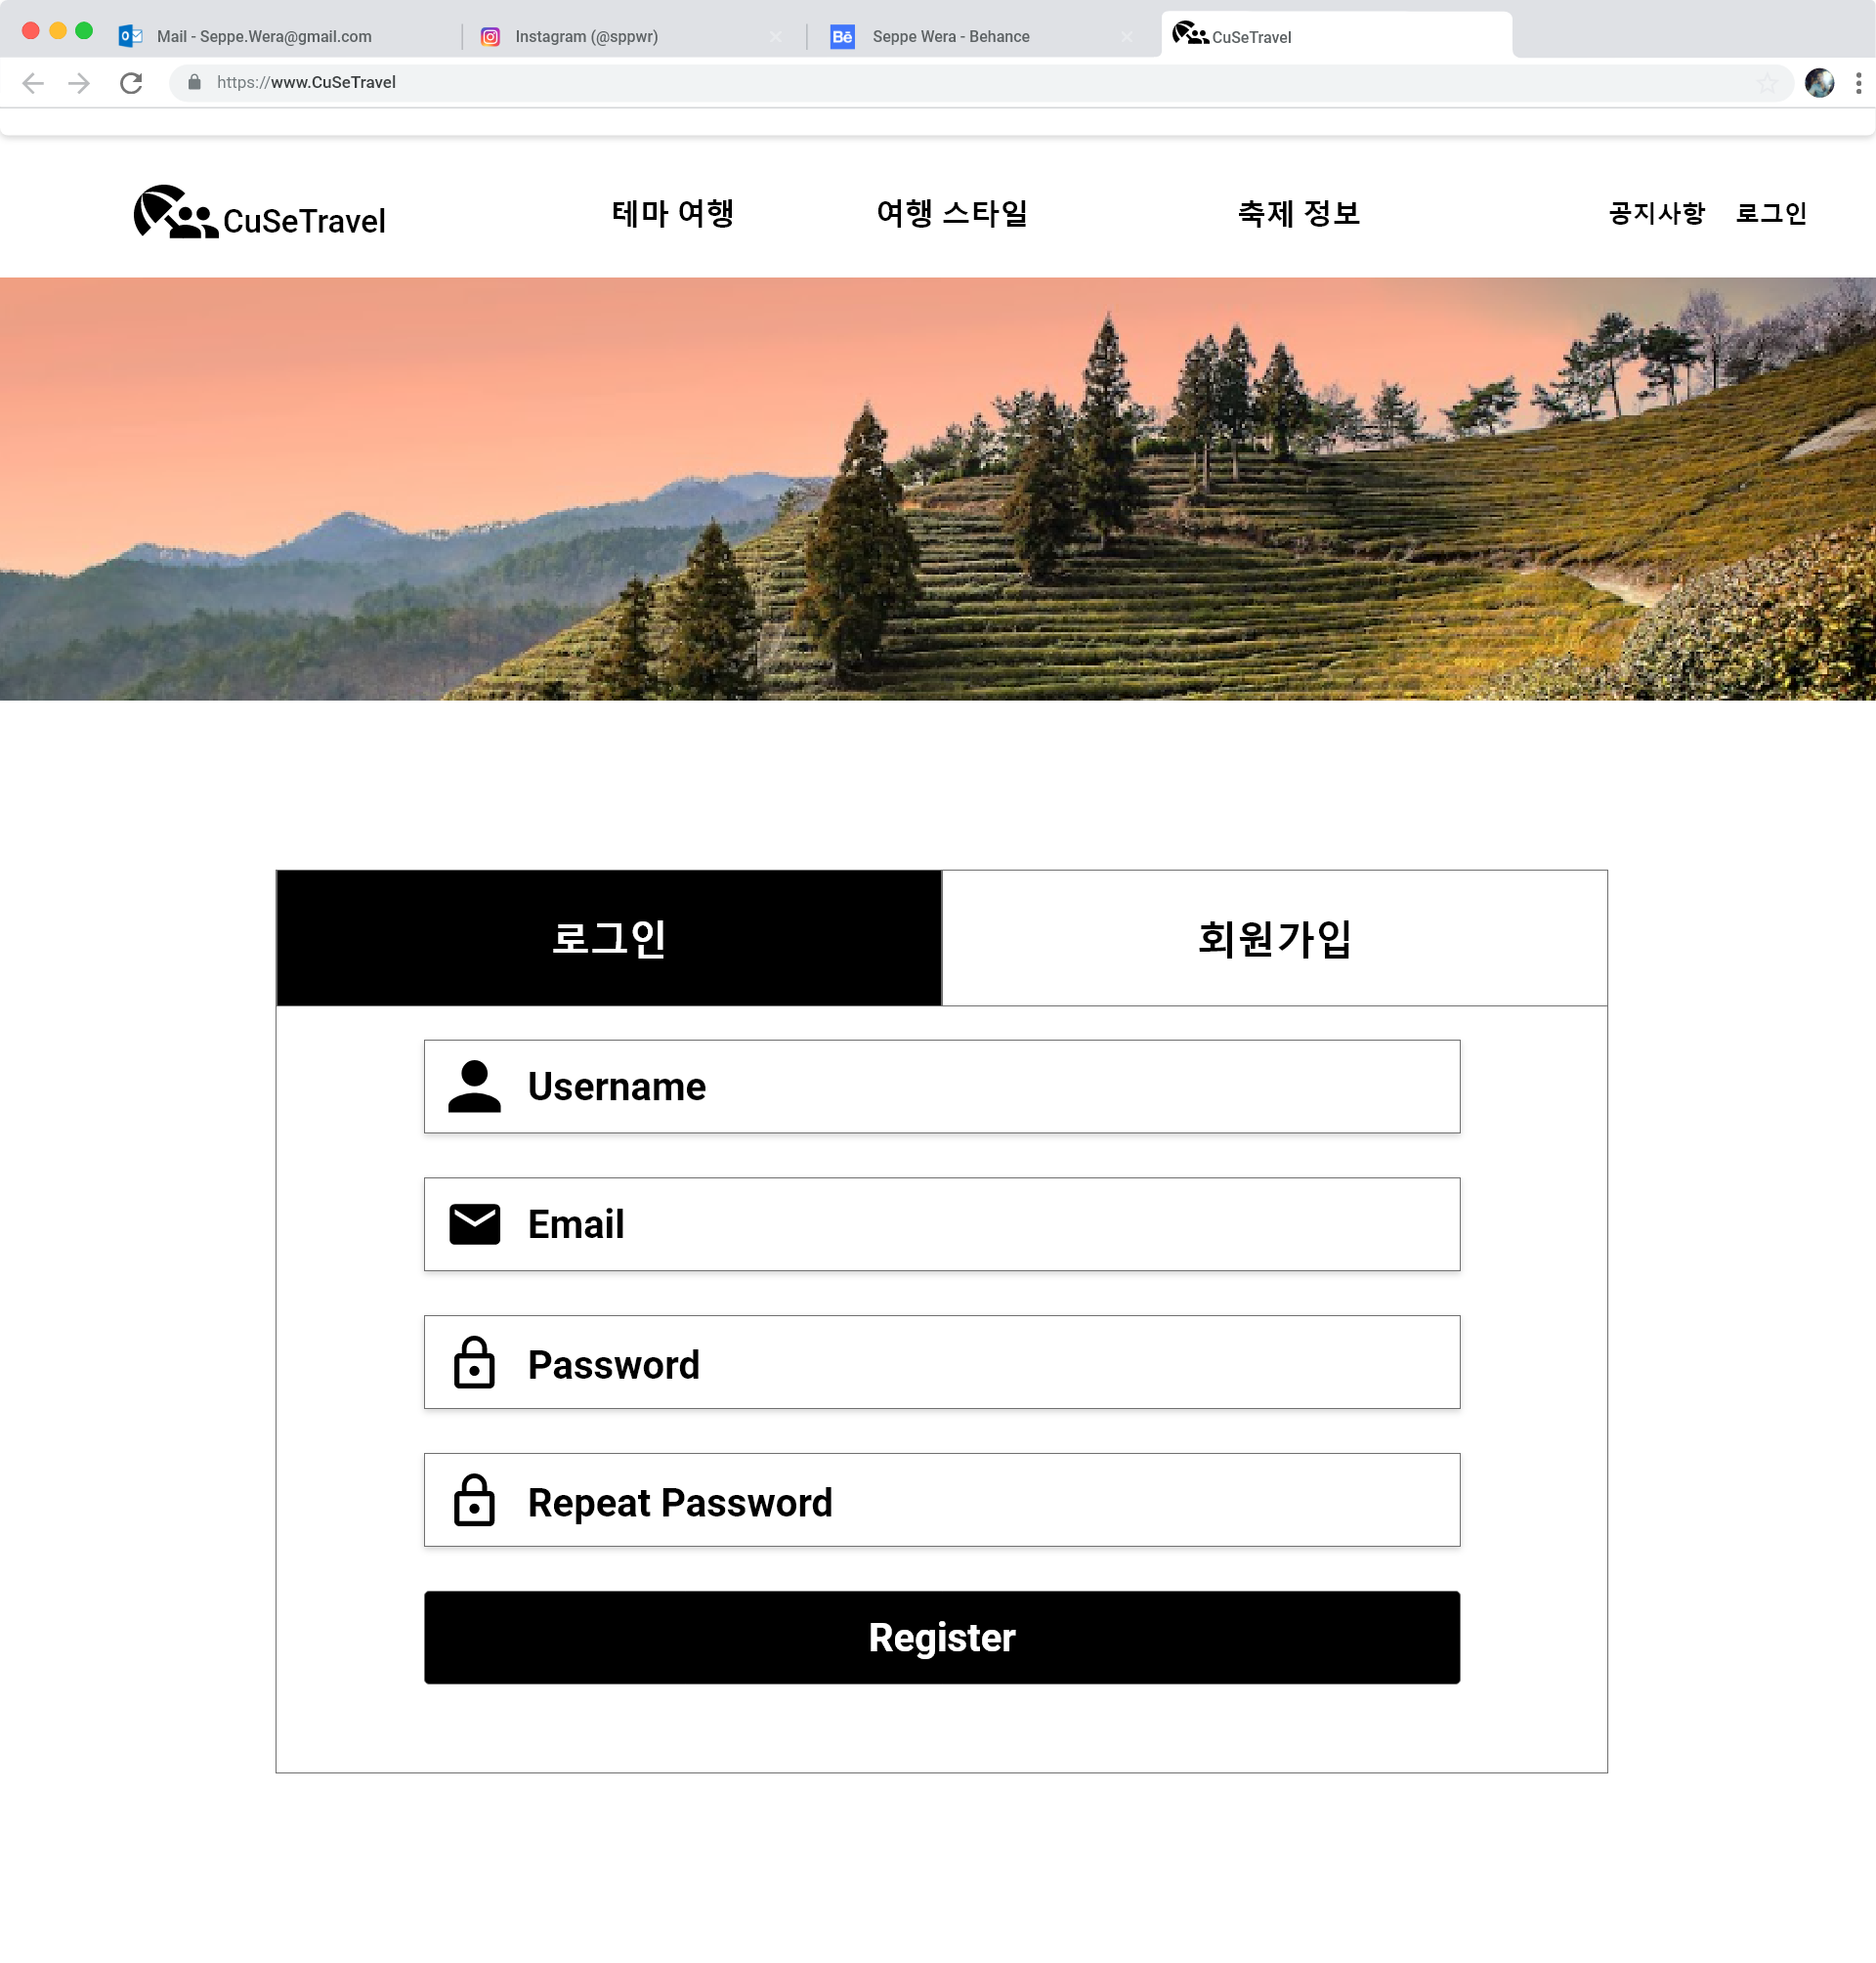 Mail - Seppe.Wera@gmail.com
Instagram (@sppwr)
Bē
Seppe Wera - Behance
CuSeTravel
https://www.CuSeTravel
CuSeTravel
테마 여행
여행 스타일
축제 정보
공지사항
로그인
로그인
회원가입
Username
Email
Password
Repeat Password
Register